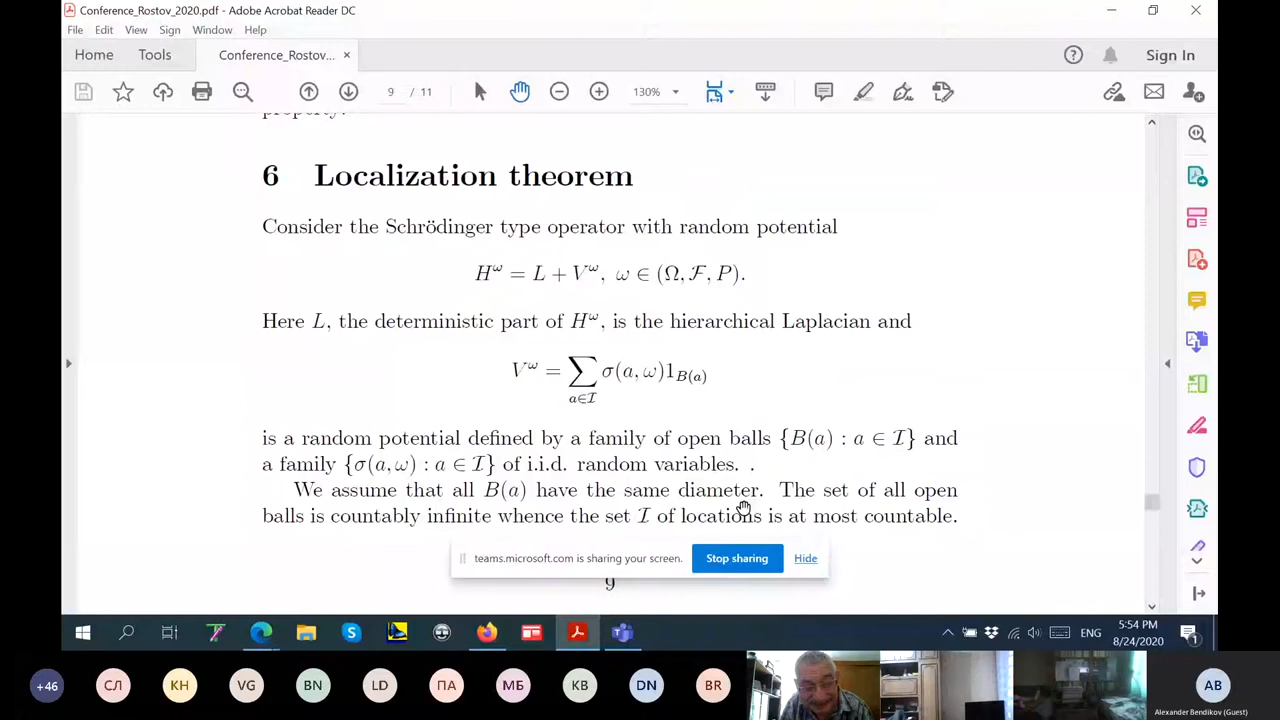 Conference_Rostov_2020.pdf - Adobe Acrobat Reader DC
File Edit View Sign Window Help
Home Tools Conference_Rostov... × Sign In
9 / 11 130%
property.
6 Localization theorem
Consider the Schrödinger type operator with random potential
H^ω = L + V^ω, ω ∈ (Ω, ℱ, P).
Here L, the deterministic part of H^ω, is the hierarchical Laplacian and
V^ω = ∑_{a∈ℐ} σ(a, ω)1_{B(a)}
is a random potential defined by a family of open balls {B(a) : a ∈ ℐ} and
a family {σ(a, ω) : a ∈ ℐ} of i.i.d. random variables. .
We assume that all B(a) have the same diameter. The set of all open
balls is countably infinite whence the set ℐ of locations is at most countable.
teams.microsoft.com is sharing your screen. Stop sharing Hide
9
ENG
5:54 PM
8/24/2020
1
+46 СЛ КН VG BN LD ПА МБ КВ DN BR AB
Alexander Bendikov (Guest)